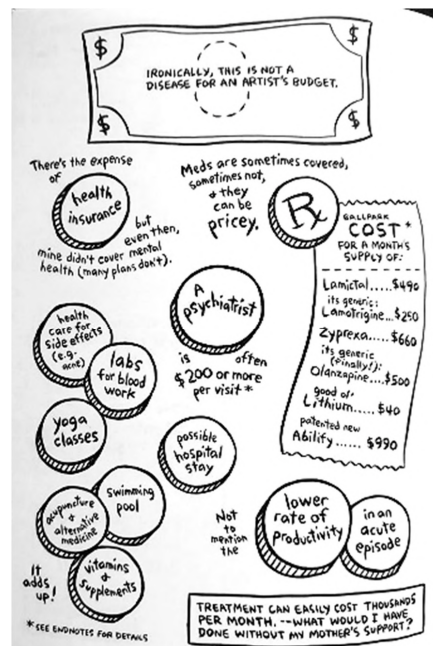 $ $
IRONICALLY, THIS IS NOT A
DISEASE FOR AN ARTIST'S BUDGET.
$ $
There's the expense
of
health
insurance
but
even then,
mine didn't cover mental
health (many plans don't).
Meds are sometimes covered,
sometimes not,
& they
can be
pricey.
Rx
BALLPARK
COST*
FOR A MONTH'S
SUPPLY OF:
Lamictal.....$490
its generic:
Lamotrigine...$250
Zyprexa.....$660
its generic
(finally!):
Olanzapine...$500
good ol'
Lithium..... $40
patented new
Abilify...... $990
A
psychiatrist
is often
$200 or more
per visit*
health
care for
side effects
(e.g.
acne)
labs
for blood
work
yoga
classes
possible
hospital
stay
swimming
pool
acupuncture &
alternative
medicine
vitamins &
supplements
It
adds
up!
Not
to
mention
the
lower
rate of
productivity
in an
acute
episode
*SEE ENDNOTES FOR DETAILS
TREATMENT CAN EASILY COST THOUSANDS
PER MONTH. --WHAT WOULD I HAVE
DONE WITHOUT MY MOTHER'S SUPPORT?